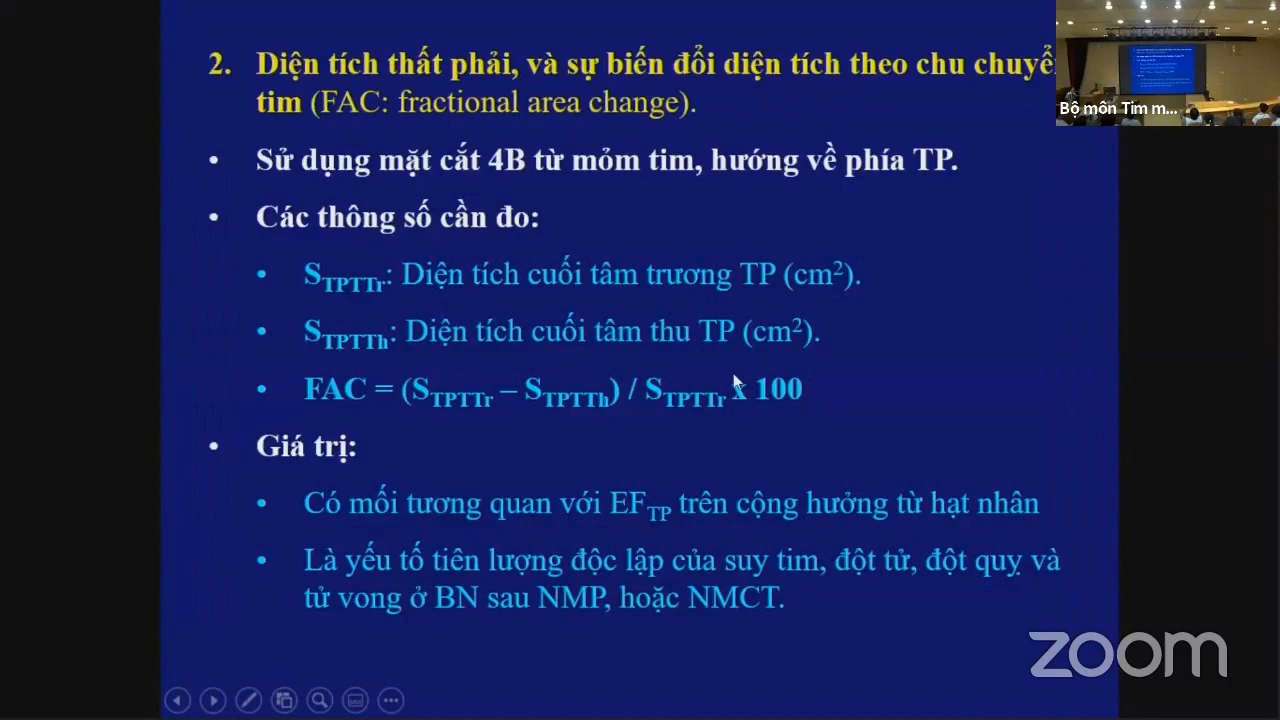 2. Diện tích thất phải, và sự biến đổi diện tích theo chu chuyể
tim (FAC: fractional area change).
• Sử dụng mặt cắt 4B từ mỏm tim, hướng về phía TP.
• Các thông số cần đo:
• STPTTr: Diện tích cuối tâm trương TP (cm²).
• STPTTh: Diện tích cuối tâm thu TP (cm²).
• FAC = (STPTTr – STPTTh) / STPTTr x 100
• Giá trị:
• Có mối tương quan với EFTP trên cộng hưởng từ hạt nhân
• Là yếu tố tiên lượng độc lập của suy tim, đột tử, đột quỵ và
tử vong ở BN sau NMP, hoặc NMCT.
Bộ môn Tim m...
zoom